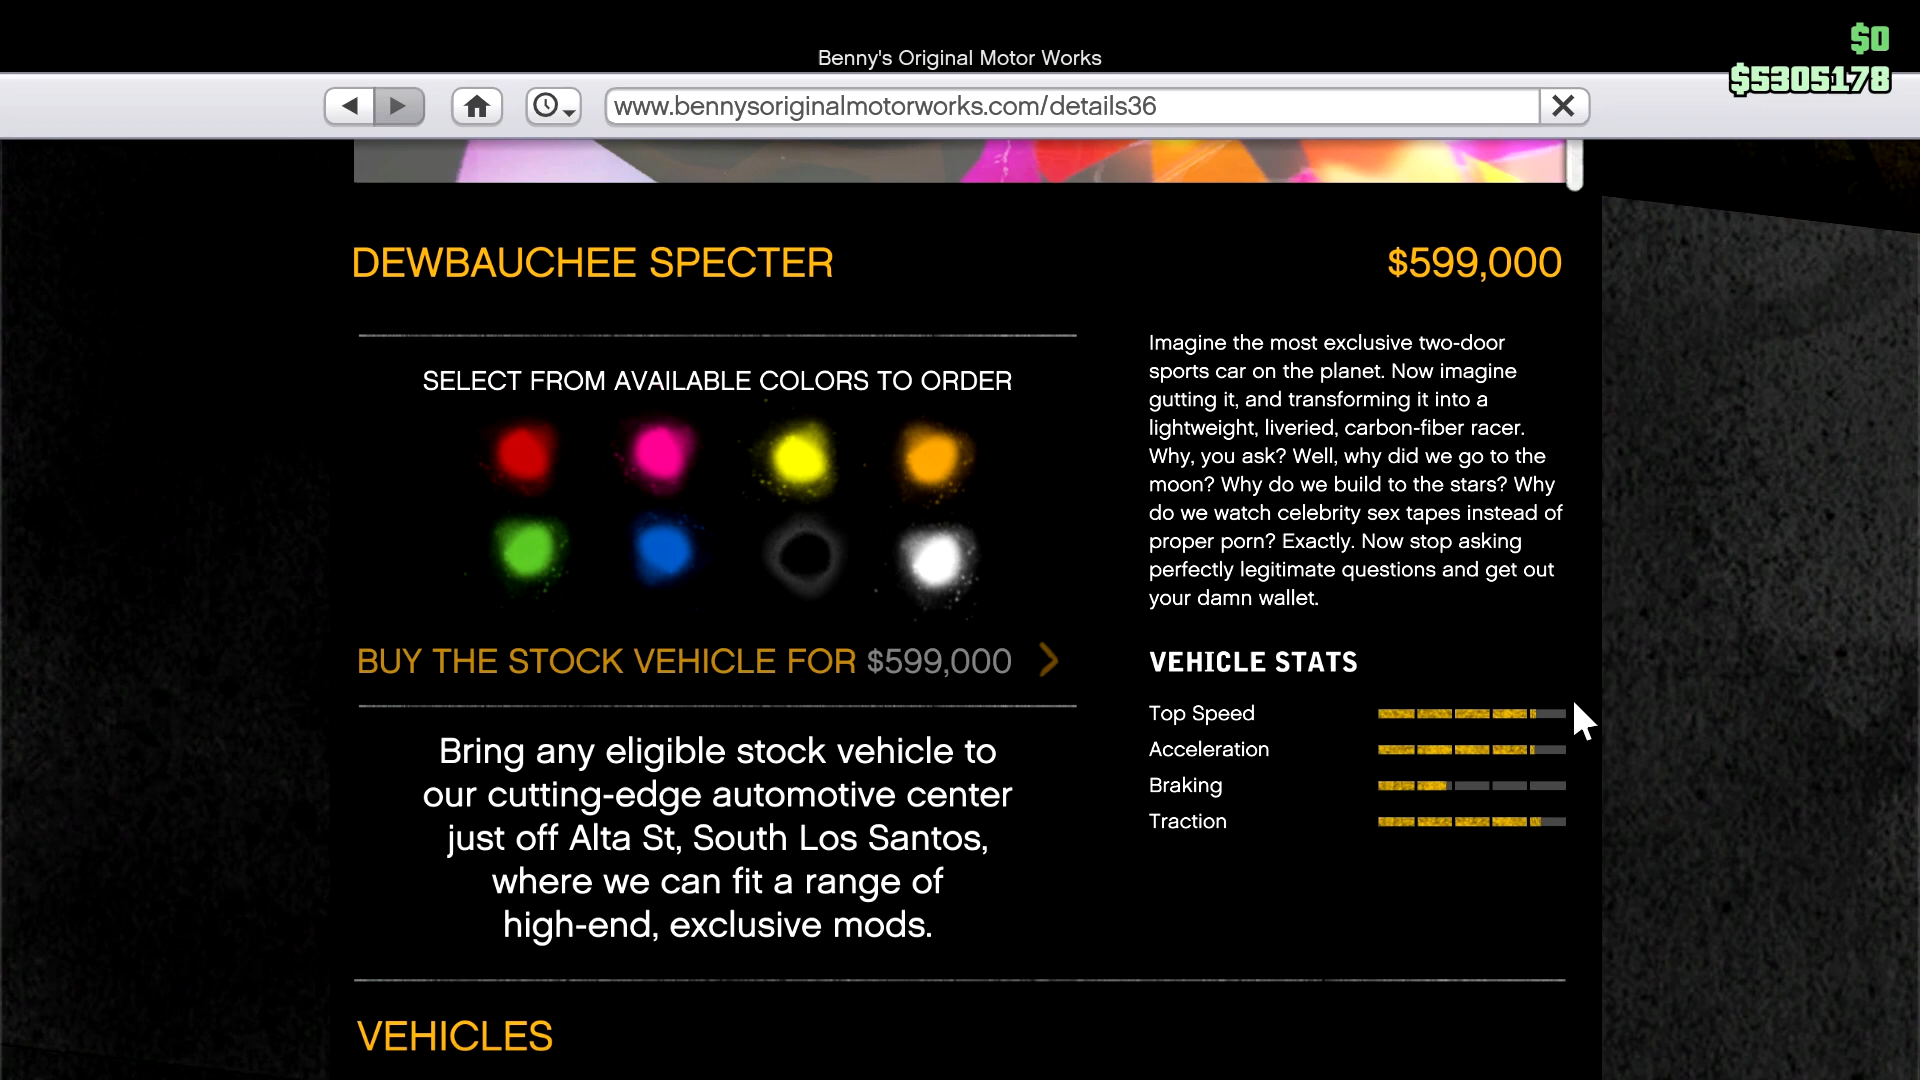 $0
Benny's Original Motor Works
$5305178
www.bennysoriginalmotorworks.com/details36
DEWBAUCHEE SPECTER
$599,000
SELECT FROM AVAILABLE COLORS TO ORDER
BUY THE STOCK VEHICLE FOR $599,000
Bring any eligible stock vehicle to
our cutting-edge automotive center
just off Alta St, South Los Santos,
where we can fit a range of
high-end, exclusive mods.
Imagine the most exclusive two-door
sports car on the planet. Now imagine
gutting it, and transforming it into a
lightweight, liveried, carbon-fiber racer.
Why, you ask? Well, why did we go to the
moon? Why do we build to the stars? Why
do we watch celebrity sex tapes instead of
proper porn? Exactly. Now stop asking
perfectly legitimate questions and get out
your damn wallet.
VEHICLE STATS
Top Speed
Acceleration
Braking
Traction
VEHICLES